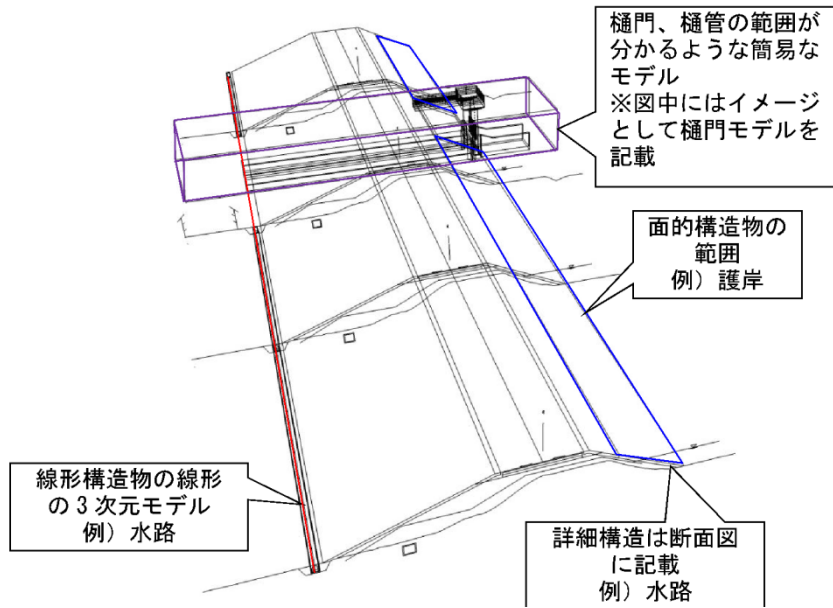 樋門、樋管の範囲が
分かるような簡易な
モデル
※図中にはイメージ
として樋門モデルを
記載
面的構造物の
範囲
例）護岸
線形構造物の線形
の３次元モデル
例）水路
詳細構造は断面図
に記載
例）水路